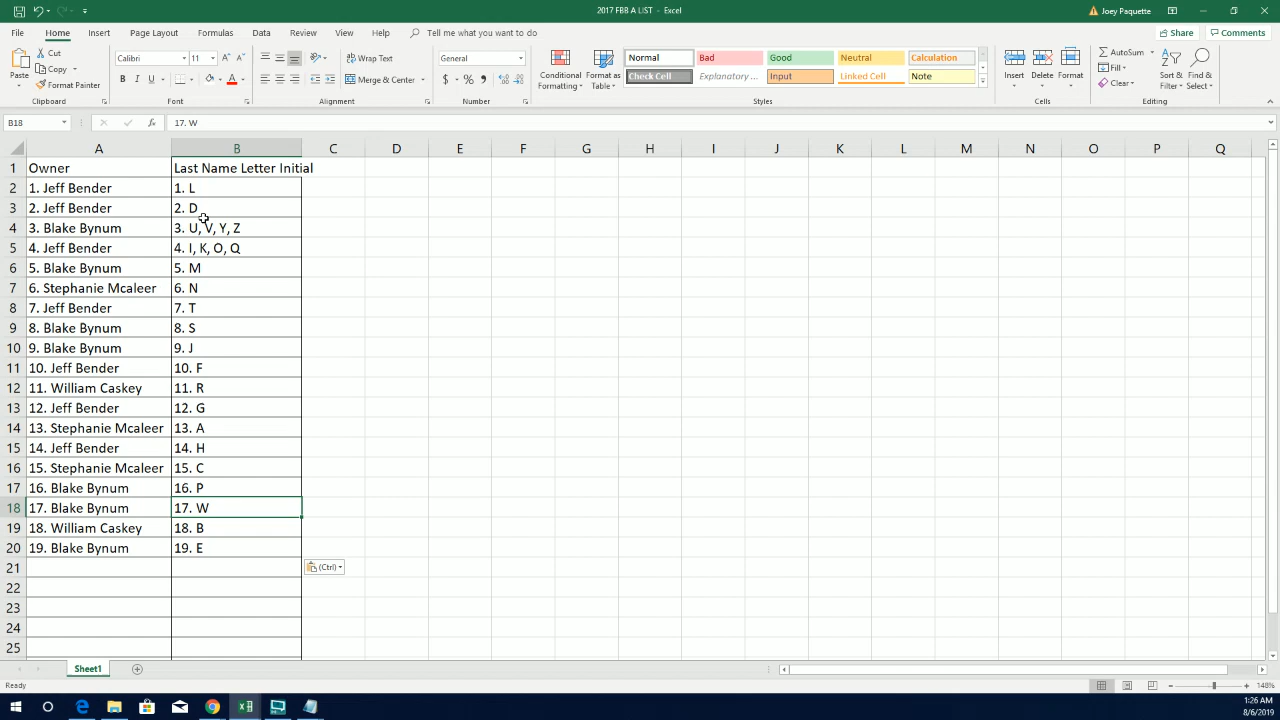 2017 FBB A LIST - Excel
Joey Paquette
File Home Insert Page Layout Formulas Data Review View Help Tell me what you want to do
Share Comments
Paste
Cut
Copy
Format Painter
Clipboard
Calibri 11
B I U
A A
Font
Wrap Text
Merge & Center
Alignment
General
$ % ,
Number
Conditional Formatting
Format as Table
Normal Bad Good Neutral Calculation
Check Cell Explanatory ... Input Linked Cell Note
Styles
Insert Delete Format
Cells
AutoSum
Fill
Clear
Sort & Filter
Find & Select
Editing
B18 fx 17. W
A B C D E F G H I J K L M N O P Q
1 Owner Last Name Letter Initial
2 1. Jeff Bender 1. L
3 2. Jeff Bender 2. D
4 3. Blake Bynum 3. U, V, Y, Z
5 4. Jeff Bender 4. I, K, O, Q
6 5. Blake Bynum 5. M
7 6. Stephanie Mcaleer 6. N
8 7. Jeff Bender 7. T
9 8. Blake Bynum 8. S
10 9. Blake Bynum 9. J
11 10. Jeff Bender 10. F
12 11. William Caskey 11. R
13 12. Jeff Bender 12. G
14 13. Stephanie Mcaleer 13. A
15 14. Jeff Bender 14. H
16 15. Stephanie Mcaleer 15. C
17 16. Blake Bynum 16. P
18 17. Blake Bynum 17. W
19 18. William Caskey 18. B
20 19. Blake Bynum 19. E
21 (Ctrl)
22
23
24
25
Sheet1
Ready
148%
1:26 AM
8/6/2019